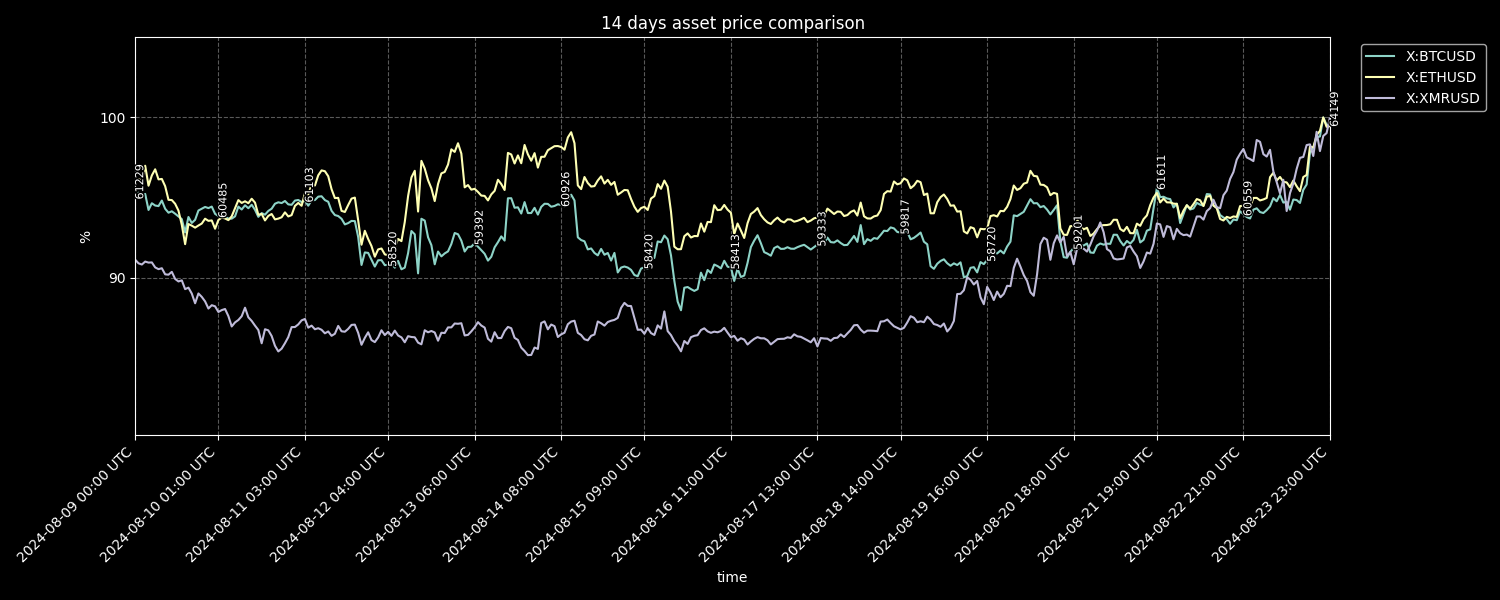 14 days asset price comparison
X:BTCUSD
X:ETHUSD
X:XMRUSD
100
90
%
61229
60485
61103
58520
59392
60926
58420
58413
59333
59817
58720
59201
61611
60559
64149
2024-08-09 00:00 UTC
2024-08-10 01:00 UTC
2024-08-11 03:00 UTC
2024-08-12 04:00 UTC
2024-08-13 06:00 UTC
2024-08-14 08:00 UTC
2024-08-15 09:00 UTC
2024-08-16 11:00 UTC
2024-08-17 13:00 UTC
2024-08-18 14:00 UTC
2024-08-19 16:00 UTC
2024-08-20 18:00 UTC
2024-08-21 19:00 UTC
2024-08-22 21:00 UTC
2024-08-23 23:00 UTC
time